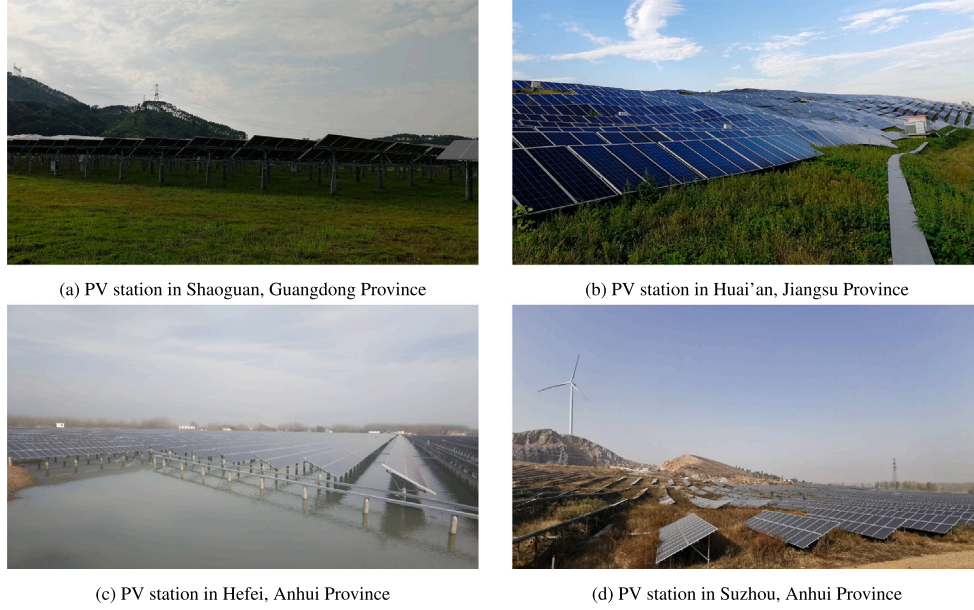 (a) PV station in Shaoguan, Guangdong Province
(b) PV station in Huai'an, Jiangsu Province
(c) PV station in Hefei, Anhui Province
(d) PV station in Suzhou, Anhui Province